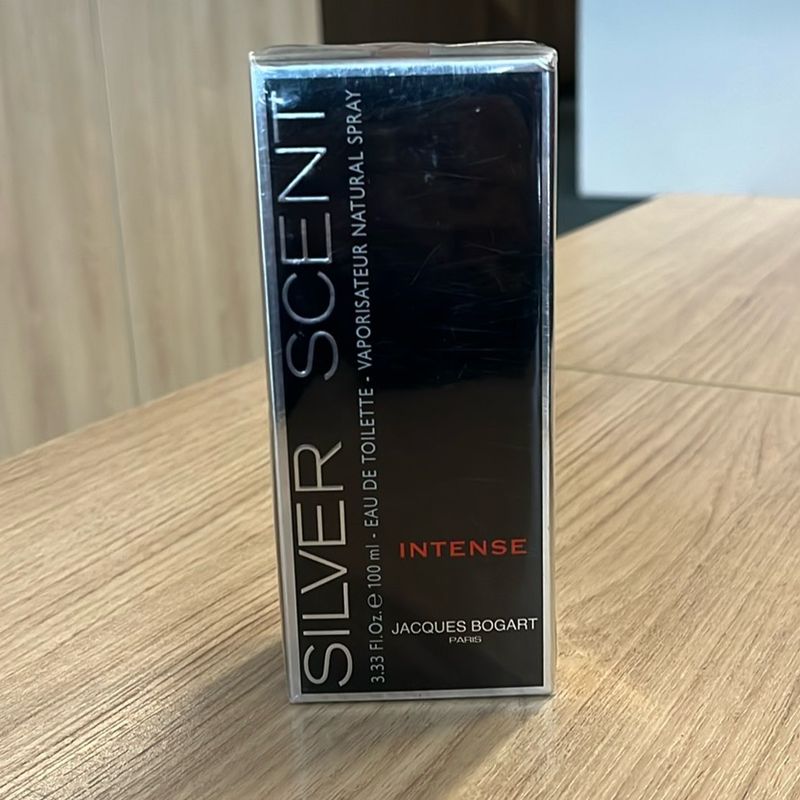 SILVER SCENT
3.33 Fl.Oz. ℮ 100 ml - EAU DE TOILETTE - VAPORISATEUR NATURAL SPRAY
INTENSE
JACQUES BOGART
PARIS